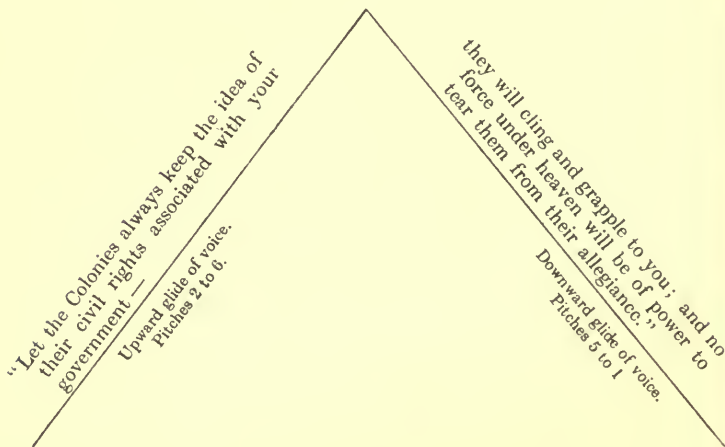 “Let the Colonies always keep the idea of
their civil rights associated with your
government —
Upward glide of voice.
Pitches 2 to 6.
they will cling and grapple to you; and no
force under heaven will be of power to
tear them from their allegiance.”
Downward glide of voice.
Pitches 5 to 1